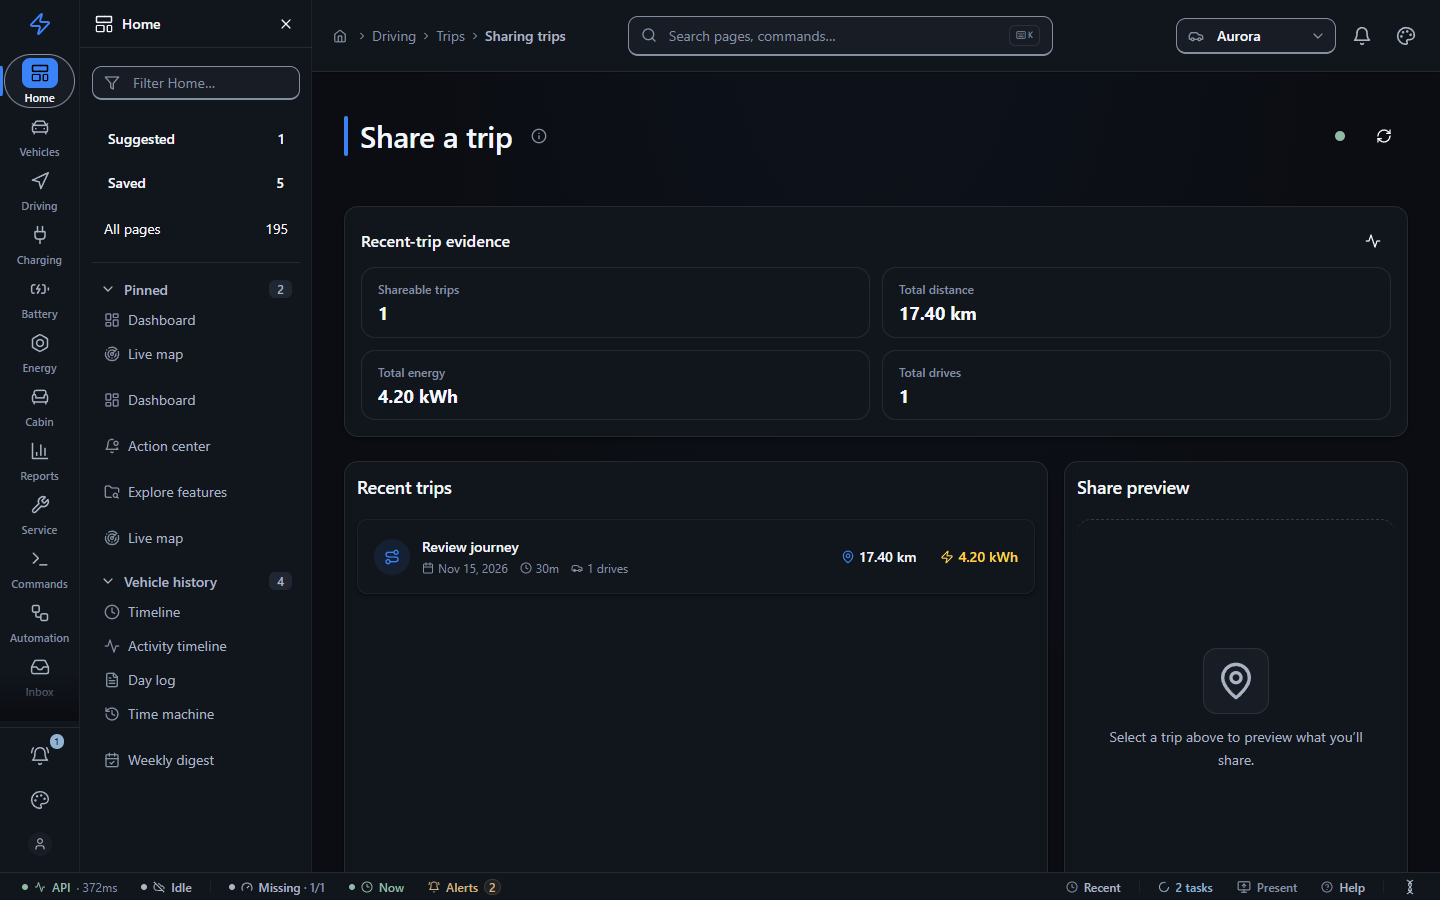 Home
Vehicles
Driving
Charging
Battery
Energy
Cabin
Reports
Service
Commands
Automation
Inbox
1
Home
Filter Home...
Suggested 1
Saved 5
All pages 195
Pinned 2
Dashboard
Live map
Dashboard
Action center
Explore features
Live map
Vehicle history 4
Timeline
Activity timeline
Day log
Time machine
Weekly digest
Driving Trips Sharing trips
Search pages, commands... K
Aurora
Share a trip
Recent-trip evidence
Shareable trips
1
Total distance
17.40 km
Total energy
4.20 kWh
Total drives
1
Recent trips
Review journey
Nov 15, 2026 30m 1 drives
17.40 km 4.20 kWh
Share preview
Select a trip above to preview what you'll
share.
API · 372ms Idle Missing · 1/1 Now Alerts 2 Recent 2 tasks Present Help